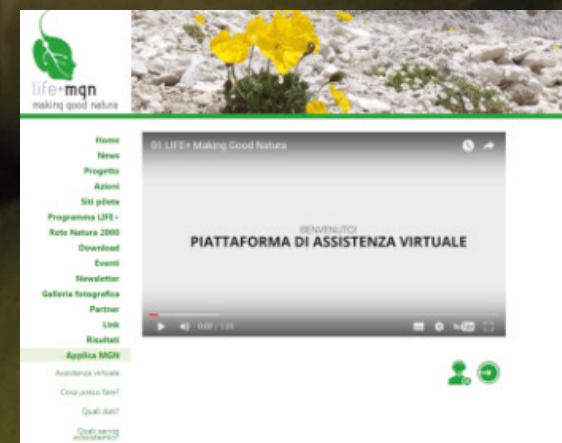 life+mgn
making good natura
Home
News
Progetto
Azioni
Siti pilota
Programma LIFE+
Rete Natura 2000
Download
Eventi
Newsletter
Galleria fotografica
Partner
Link
Risultati
Applica MGN
Assistenza virtuale
Cosa posso fare?
Quali dati?
Quali servizi
ecosistemici?
01 LIFE+ Making Good Natura
BENVENUTO!
PIATTAFORMA DI ASSISTENZA VIRTUALE
YouTube